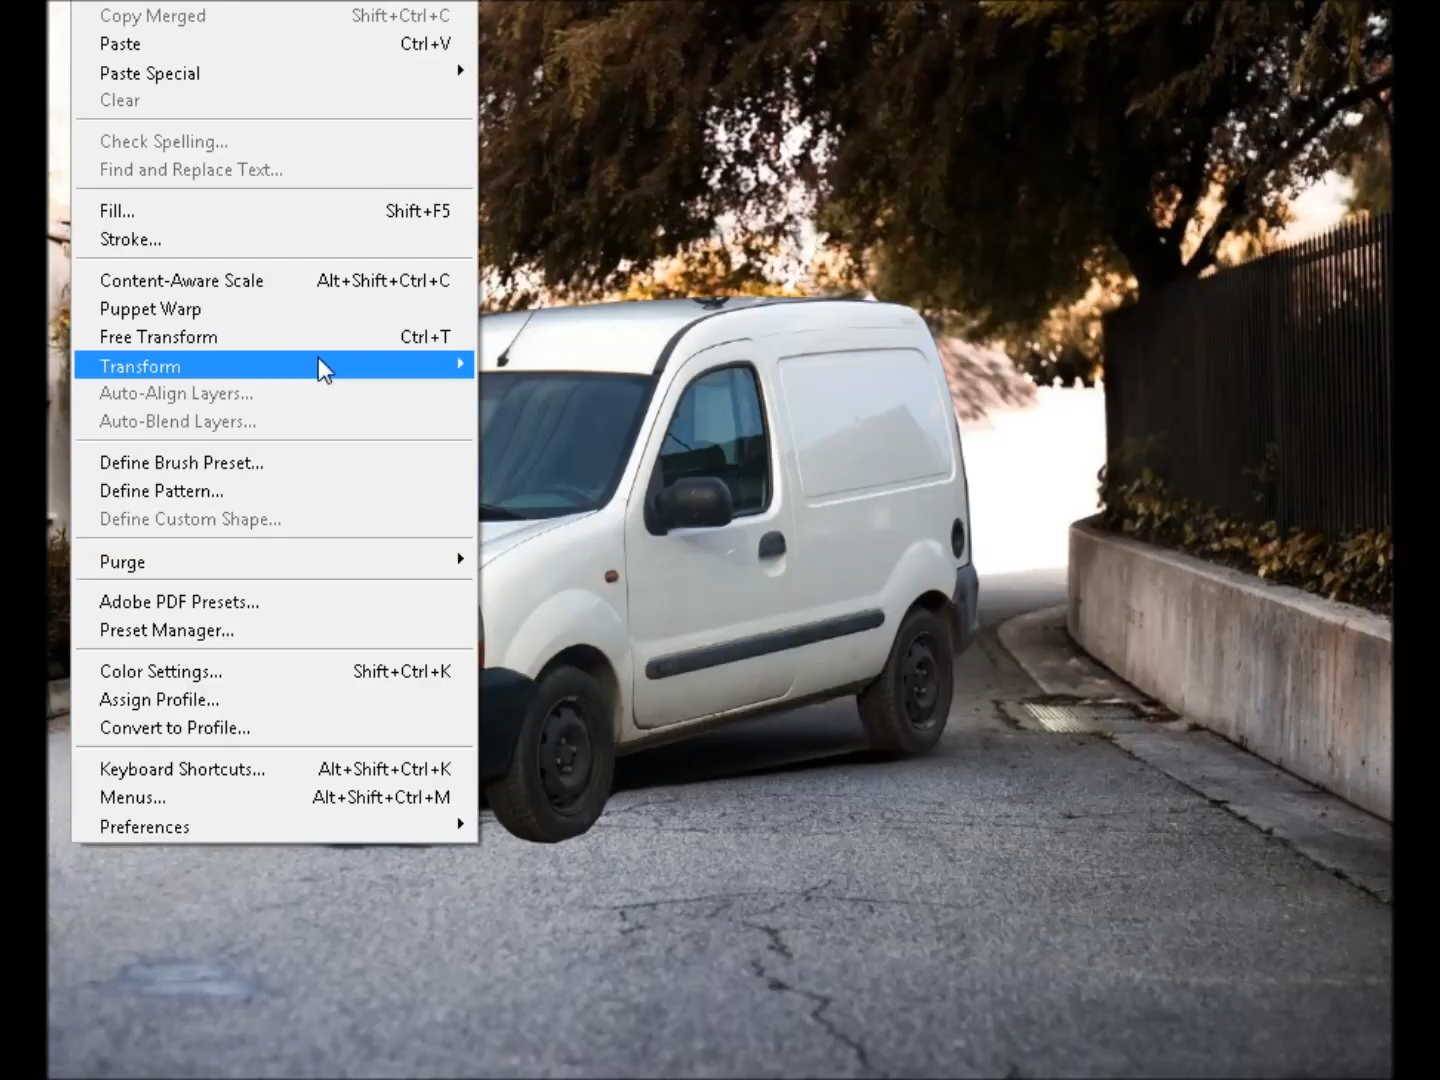 Copy Merged Shift+Ctrl+C
Paste Ctrl+V
Paste Special
Clear
Check Spelling...
Find and Replace Text...
Fill... Shift+F5
Stroke...
Content-Aware Scale Alt+Shift+Ctrl+C
Puppet Warp
Free Transform Ctrl+T
Transform
Auto-Align Layers...
Auto-Blend Layers...
Define Brush Preset...
Define Pattern...
Define Custom Shape...
Purge
Adobe PDF Presets...
Preset Manager...
Color Settings... Shift+Ctrl+K
Assign Profile...
Convert to Profile...
Keyboard Shortcuts... Alt+Shift+Ctrl+K
Menus... Alt+Shift+Ctrl+M
Preferences